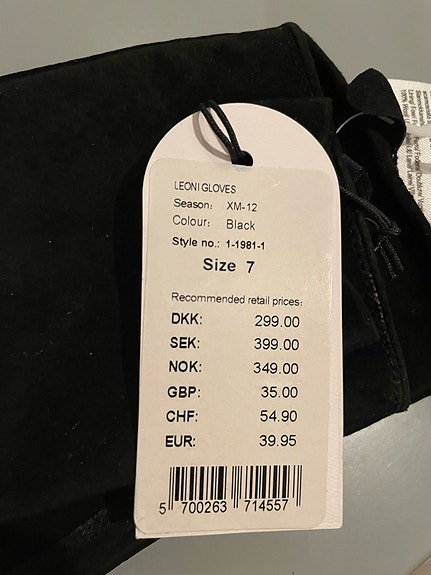 LEONI GLOVES
Season: XM-12
Colour: Black
Style no.: 1-1981-1
Size 7
Recommended retail prices:
DKK: 299.00
SEK: 399.00
NOK: 349.00
GBP: 35.00
CHF: 54.90
EUR: 39.95
5 700263 714557